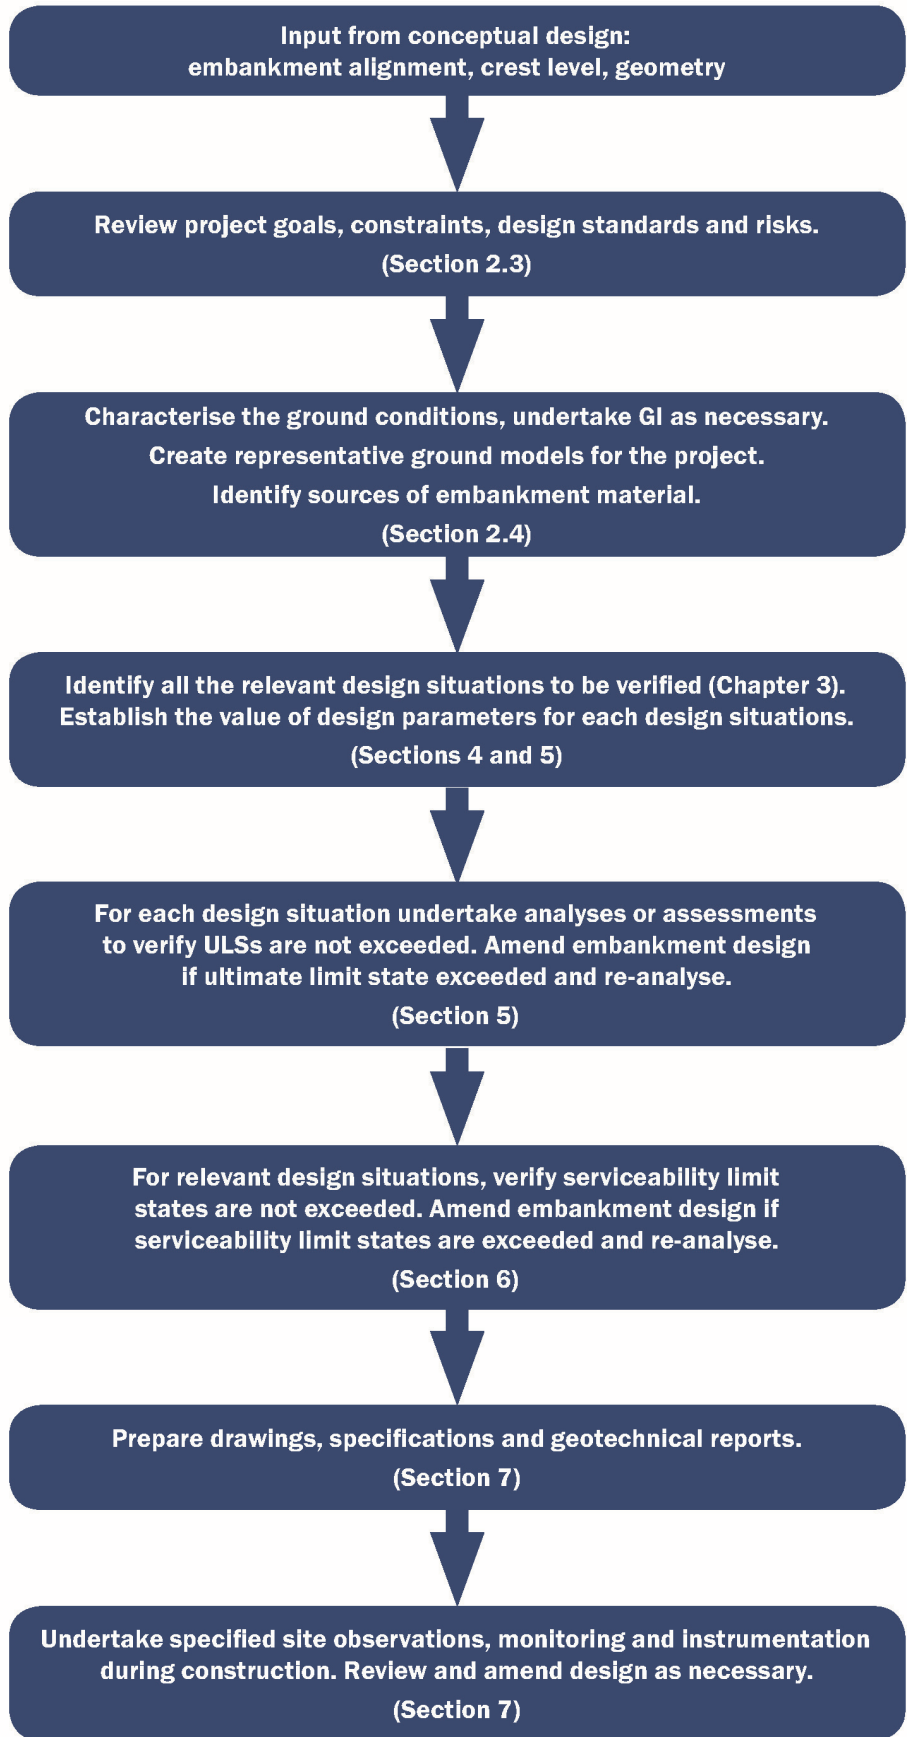 Input from conceptual design:
embankment alignment, crest level, geometry
Review project goals, constraints, design standards and risks.
(Section 2.3)
Characterise the ground conditions, undertake GI as necessary.
Create representative ground models for the project.
Identify sources of embankment material.
(Section 2.4)
Identify all the relevant design situations to be verified (Chapter 3).
Establish the value of design parameters for each design situations.
(Sections 4 and 5)
For each design situation undertake analyses or assessments
to verify ULSs are not exceeded. Amend embankment design
if ultimate limit state exceeded and re-analyse.
(Section 5)
For relevant design situations, verify serviceability limit
states are not exceeded. Amend embankment design if
serviceability limit states are exceeded and re-analyse.
(Section 6)
Prepare drawings, specifications and geotechnical reports.
(Section 7)
Undertake specified site observations, monitoring and instrumentation
during construction. Review and amend design as necessary.
(Section 7)